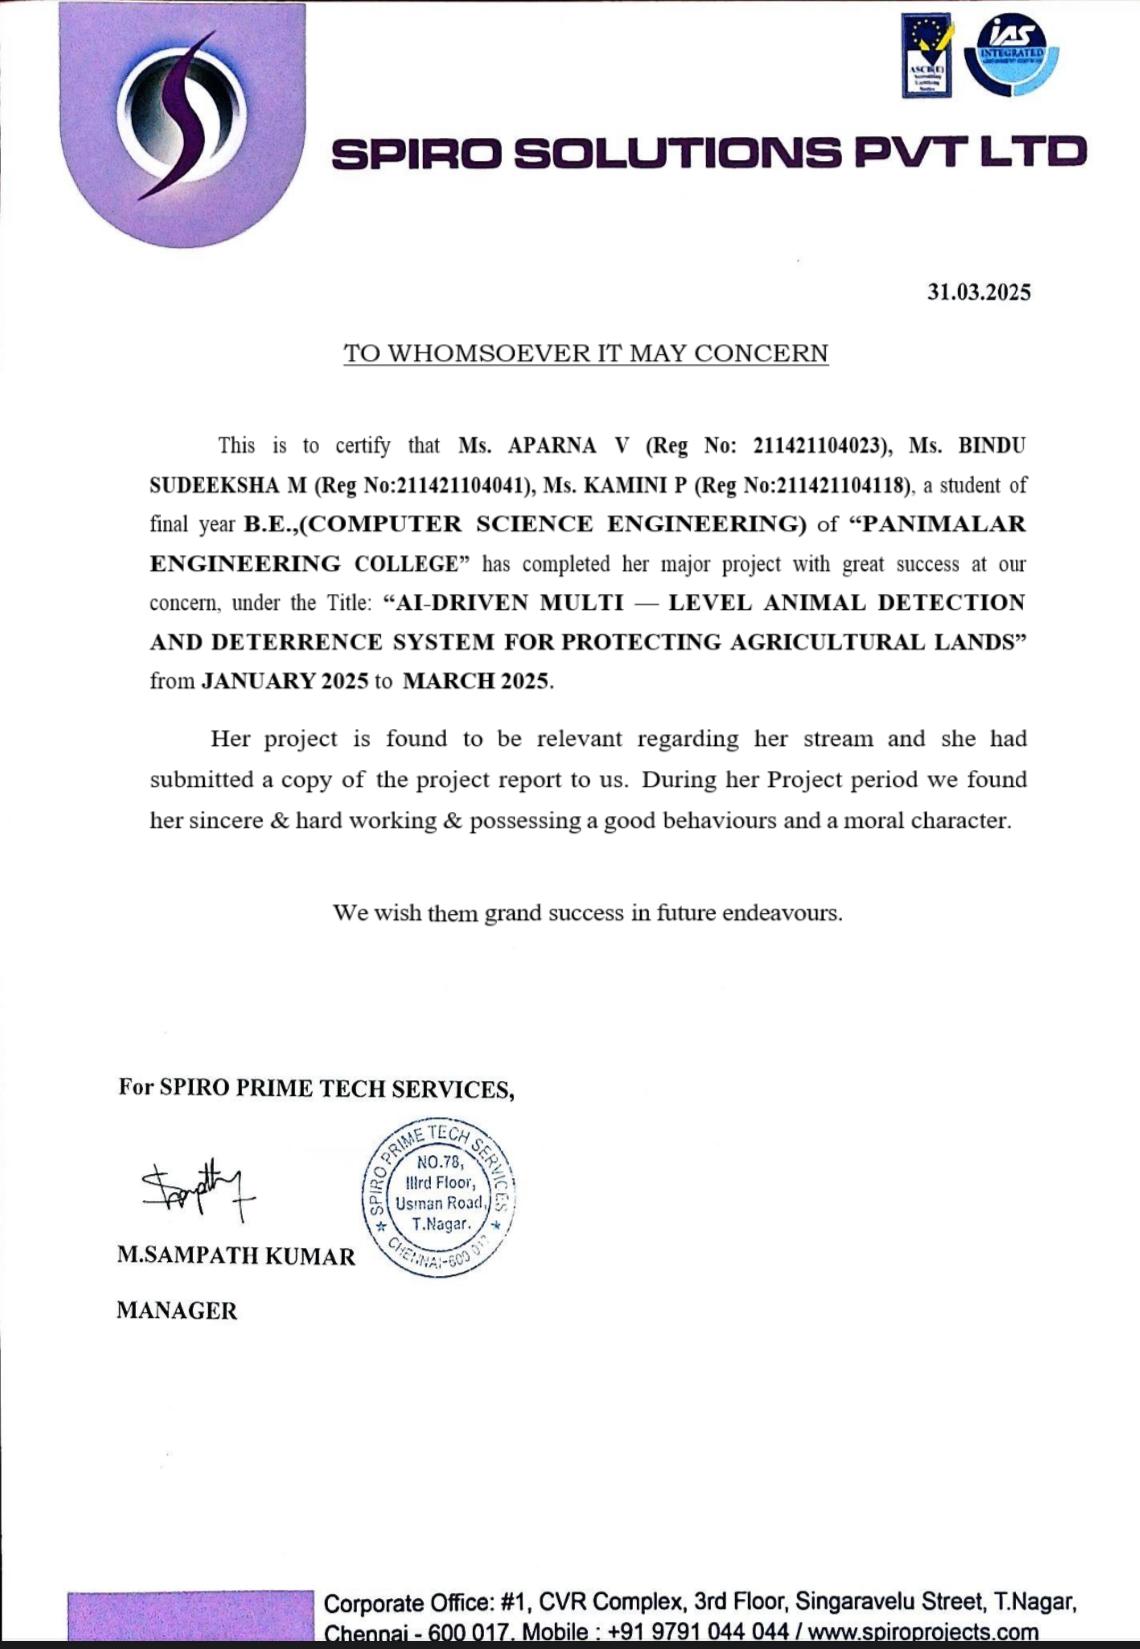 ASCB(E)
Accredited
iAS
INTEGRATED
SPIRO SOLUTIONS PVT LTD
31.03.2025
TO WHOMSOEVER IT MAY CONCERN
This is to certify that Ms. APARNA V (Reg No: 211421104023), Ms. BINDU
SUDEEKSHA M (Reg No:211421104041), Ms. KAMINI P (Reg No:211421104118), a student of
final year B.E.,(COMPUTER SCIENCE ENGINEERING) of “PANIMALAR
ENGINEERING COLLEGE” has completed her major project with great success at our
concern, under the Title: “AI-DRIVEN MULTI — LEVEL ANIMAL DETECTION
AND DETERRENCE SYSTEM FOR PROTECTING AGRICULTURAL LANDS”
from JANUARY 2025 to MARCH 2025.
Her project is found to be relevant regarding her stream and she had
submitted a copy of the project report to us. During her Project period we found
her sincere & hard working & possessing a good behaviours and a moral character.
We wish them grand success in future endeavours.
For SPIRO PRIME TECH SERVICES,
SPIRO PRIME TECH SERVICES
NO.78,
IIIrd Floor,
Usman Road,
T.Nagar.
CHENNAI-600 017
M.SAMPATH KUMAR
MANAGER
Corporate Office: #1, CVR Complex, 3rd Floor, Singaravelu Street, T.Nagar,
Chennai - 600 017. Mobile : +91 9791 044 044 / www.spiroprojects.com